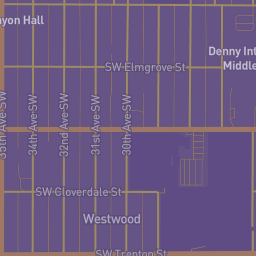 yon Hall
Denny Int
Middle
SW Elmgrove St
35th Ave SW
34th Ave SW
32nd Ave SW
31st Ave SW
30th Ave SW
SW Cloverdale St
Westwood
SW Trenton St